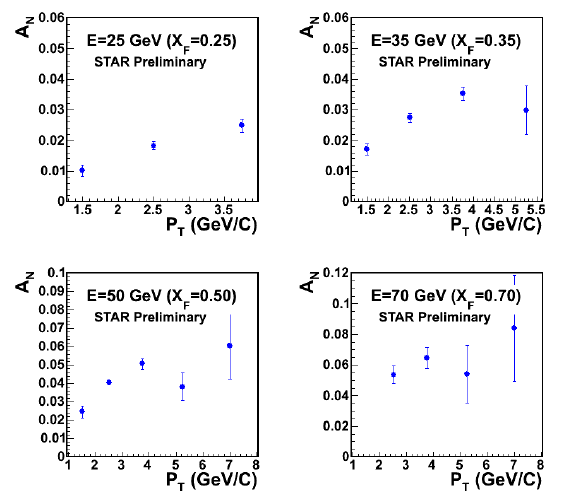 A_N
0.06
0.05
0.04
0.03
0.02
0.01
0
E=25 GeV (X_F=0.25)
STAR Preliminary
1.5 2 2.5 3 3.5
P_T (GeV/C)
A_N
0.06
0.05
0.04
0.03
0.02
0.01
0
E=35 GeV (X_F=0.35)
STAR Preliminary
1.5 2 2.5 3 3.5 4 4.5 5 5.5
P_T (GeV/C)
A_N
0.1
0.09
0.08
0.07
0.06
0.05
0.04
0.03
0.02
0.01
0
E=50 GeV (X_F=0.50)
STAR Preliminary
1 2 3 4 5 6 7 8
P_T (GeV/C)
A_N
0.12
0.1
0.08
0.06
0.04
0.02
0
E=70 GeV (X_F=0.70)
STAR Preliminary
1 2 3 4 5 6 7 8
P_T (GeV/C)